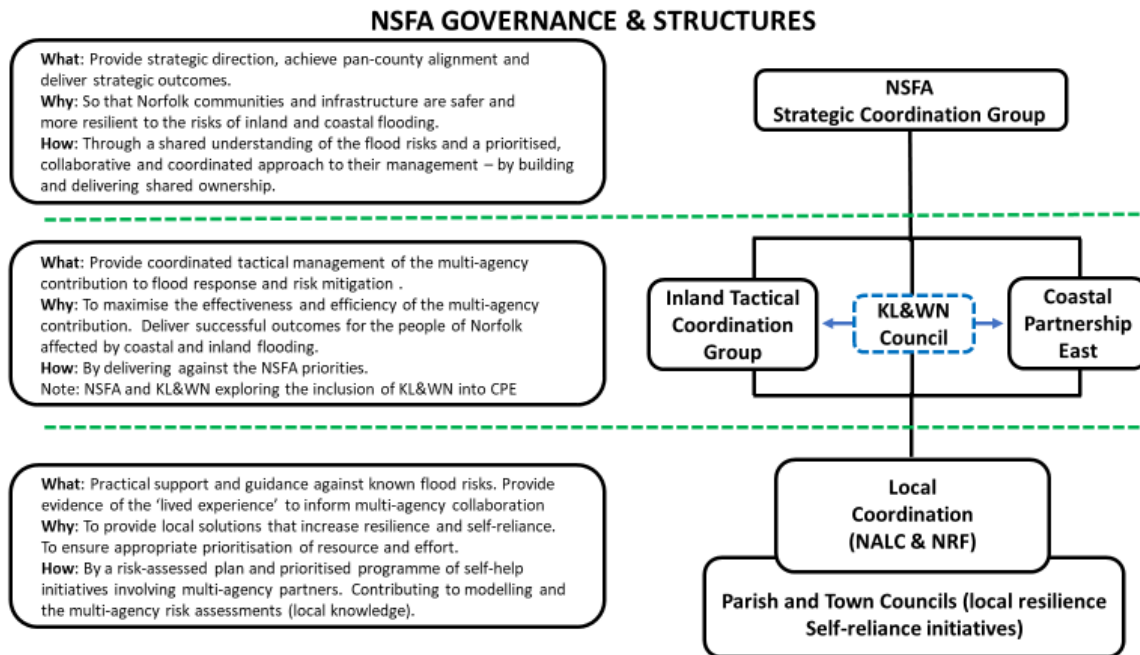 NSFA GOVERNANCE & STRUCTURES
What: Provide strategic direction, achieve pan-county alignment and
deliver strategic outcomes.
Why: So that Norfolk communities and infrastructure are safer and
more resilient to the risks of inland and coastal flooding.
How: Through a shared understanding of the flood risks and a prioritised,
collaborative and coordinated approach to their management – by building
and delivering shared ownership.
NSFA
Strategic Coordination Group
What: Provide coordinated tactical management of the multi-agency
contribution to flood response and risk mitigation .
Why: To maximise the effectiveness and efficiency of the multi-agency
contribution. Deliver successful outcomes for the people of Norfolk
affected by coastal and inland flooding.
How: By delivering against the NSFA priorities.
Note: NSFA and KL&WN exploring the inclusion of KL&WN into CPE
Inland Tactical
Coordination
Group
KL&WN
Council
Coastal
Partnership
East
What: Practical support and guidance against known flood risks. Provide
evidence of the ‘lived experience’ to inform multi-agency collaboration
Why: To provide local solutions that increase resilience and self-reliance.
To ensure appropriate prioritisation of resource and effort.
How: By a risk-assessed plan and prioritised programme of self-help
initiatives involving multi-agency partners. Contributing to modelling and
the multi-agency risk assessments (local knowledge).
Local
Coordination
(NALC & NRF)
Parish and Town Councils (local resilience
Self-reliance initiatives)